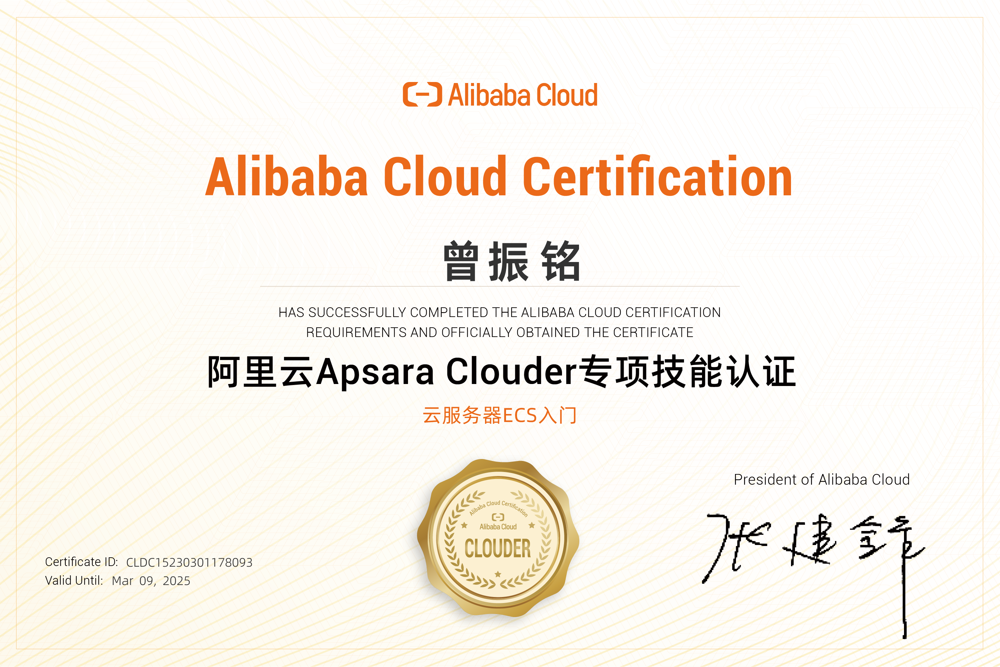 Alibaba Cloud
Alibaba Cloud Certification
曾振铭
HAS SUCCESSFULLY COMPLETED THE ALIBABA CLOUD CERTIFICATION
REQUIREMENTS AND OFFICIALLY OBTAINED THE CERTIFICATE
阿里云Apsara Clouder专项技能认证
云服务器ECS入门
Alibaba Cloud Certification
Alibaba Cloud
CLOUDER
Certificate ID: CLDC15230301178093
Valid Until: Mar 09, 2025
President of Alibaba Cloud